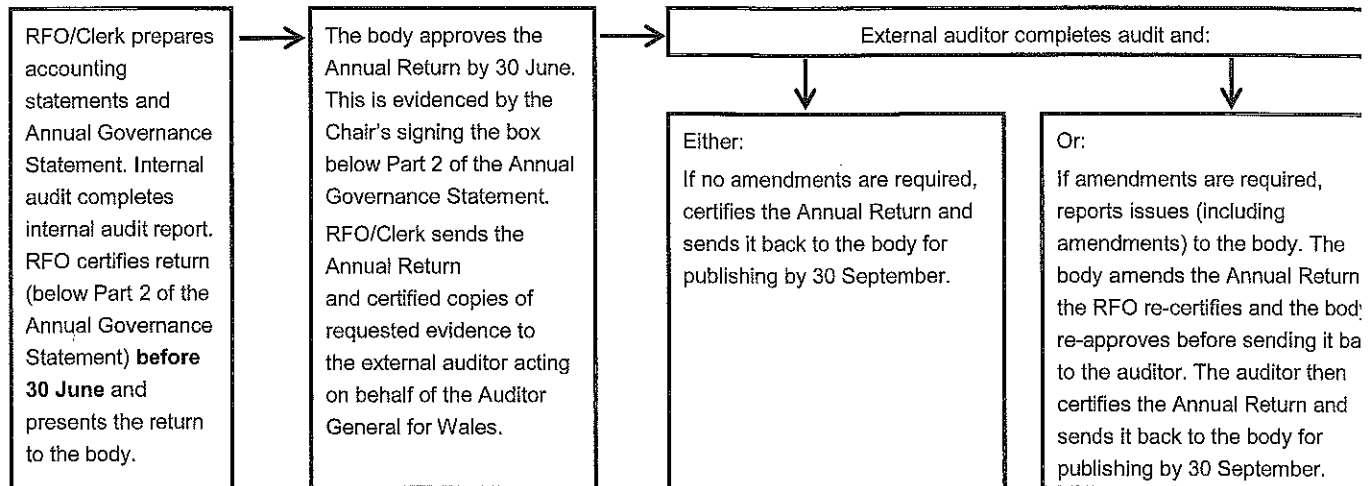 RFO/Clerk prepares
accounting
statements and
Annual Governance
Statement. Internal
audit completes
internal audit report.
RFO certifies return
(below Part 2 of the
Annual Governance
Statement) before
30 June and
presents the return
to the body.
The body approves the
Annual Return by 30 June.
This is evidenced by the
Chair's signing the box
below Part 2 of the Annual
Governance Statement.
RFO/Clerk sends the
Annual Return
and certified copies of
requested evidence to
the external auditor acting
on behalf of the Auditor
General for Wales.
External auditor completes audit and:
Either:
If no amendments are required,
certifies the Annual Return and
sends it back to the body for
publishing by 30 September.
Or:
If amendments are required,
reports issues (including
amendments) to the body. The
body amends the Annual Return
the RFO re-certifies and the
re-approves before sending it
to the auditor. The auditor then
certifies the Annual Return and
sends it back to the body for
publishing by 30 September.